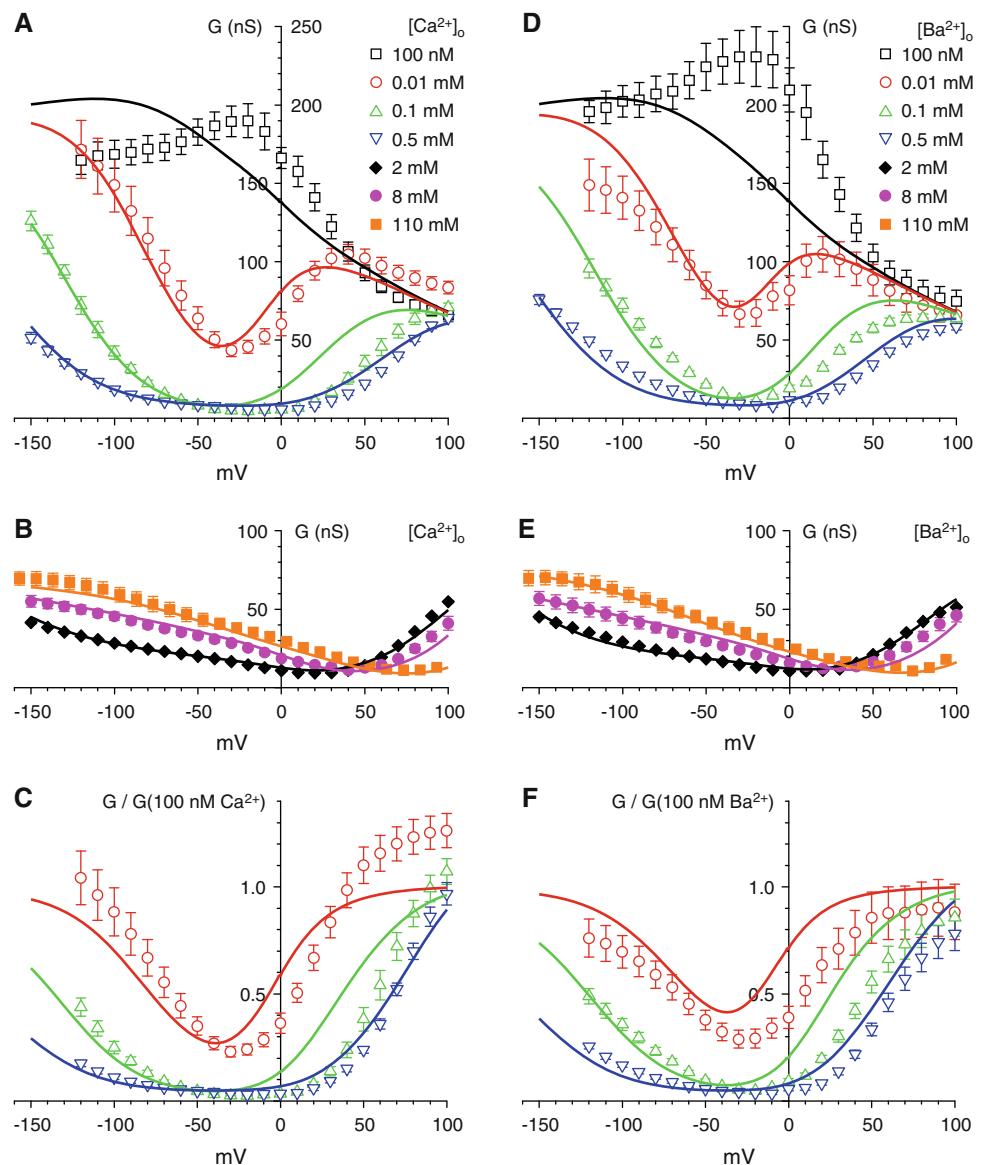 A
G (nS)
[Ca²⁺]ₒ
100 nM
0.01 mM
0.1 mM
0.5 mM
2 mM
8 mM
110 mM
250
200
150
100
50
-150 -100 -50 0 50 100
mV
D
G (nS)
[Ba²⁺]ₒ
100 nM
0.01 mM
0.1 mM
0.5 mM
2 mM
8 mM
110 mM
250
200
150
100
50
-150 -100 -50 0 50 100
mV
B
G (nS)
[Ca²⁺]ₒ
100
50
-150 -100 -50 0 50 100
mV
E
G (nS)
[Ba²⁺]ₒ
100
50
-150 -100 -50 0 50 100
mV
C
G / G(100 nM Ca²⁺)
1.0
0.5
-150 -100 -50 0 50 100
mV
F
G / G(100 nM Ba²⁺)
1.0
0.5
-150 -100 -50 0 50 100
mV